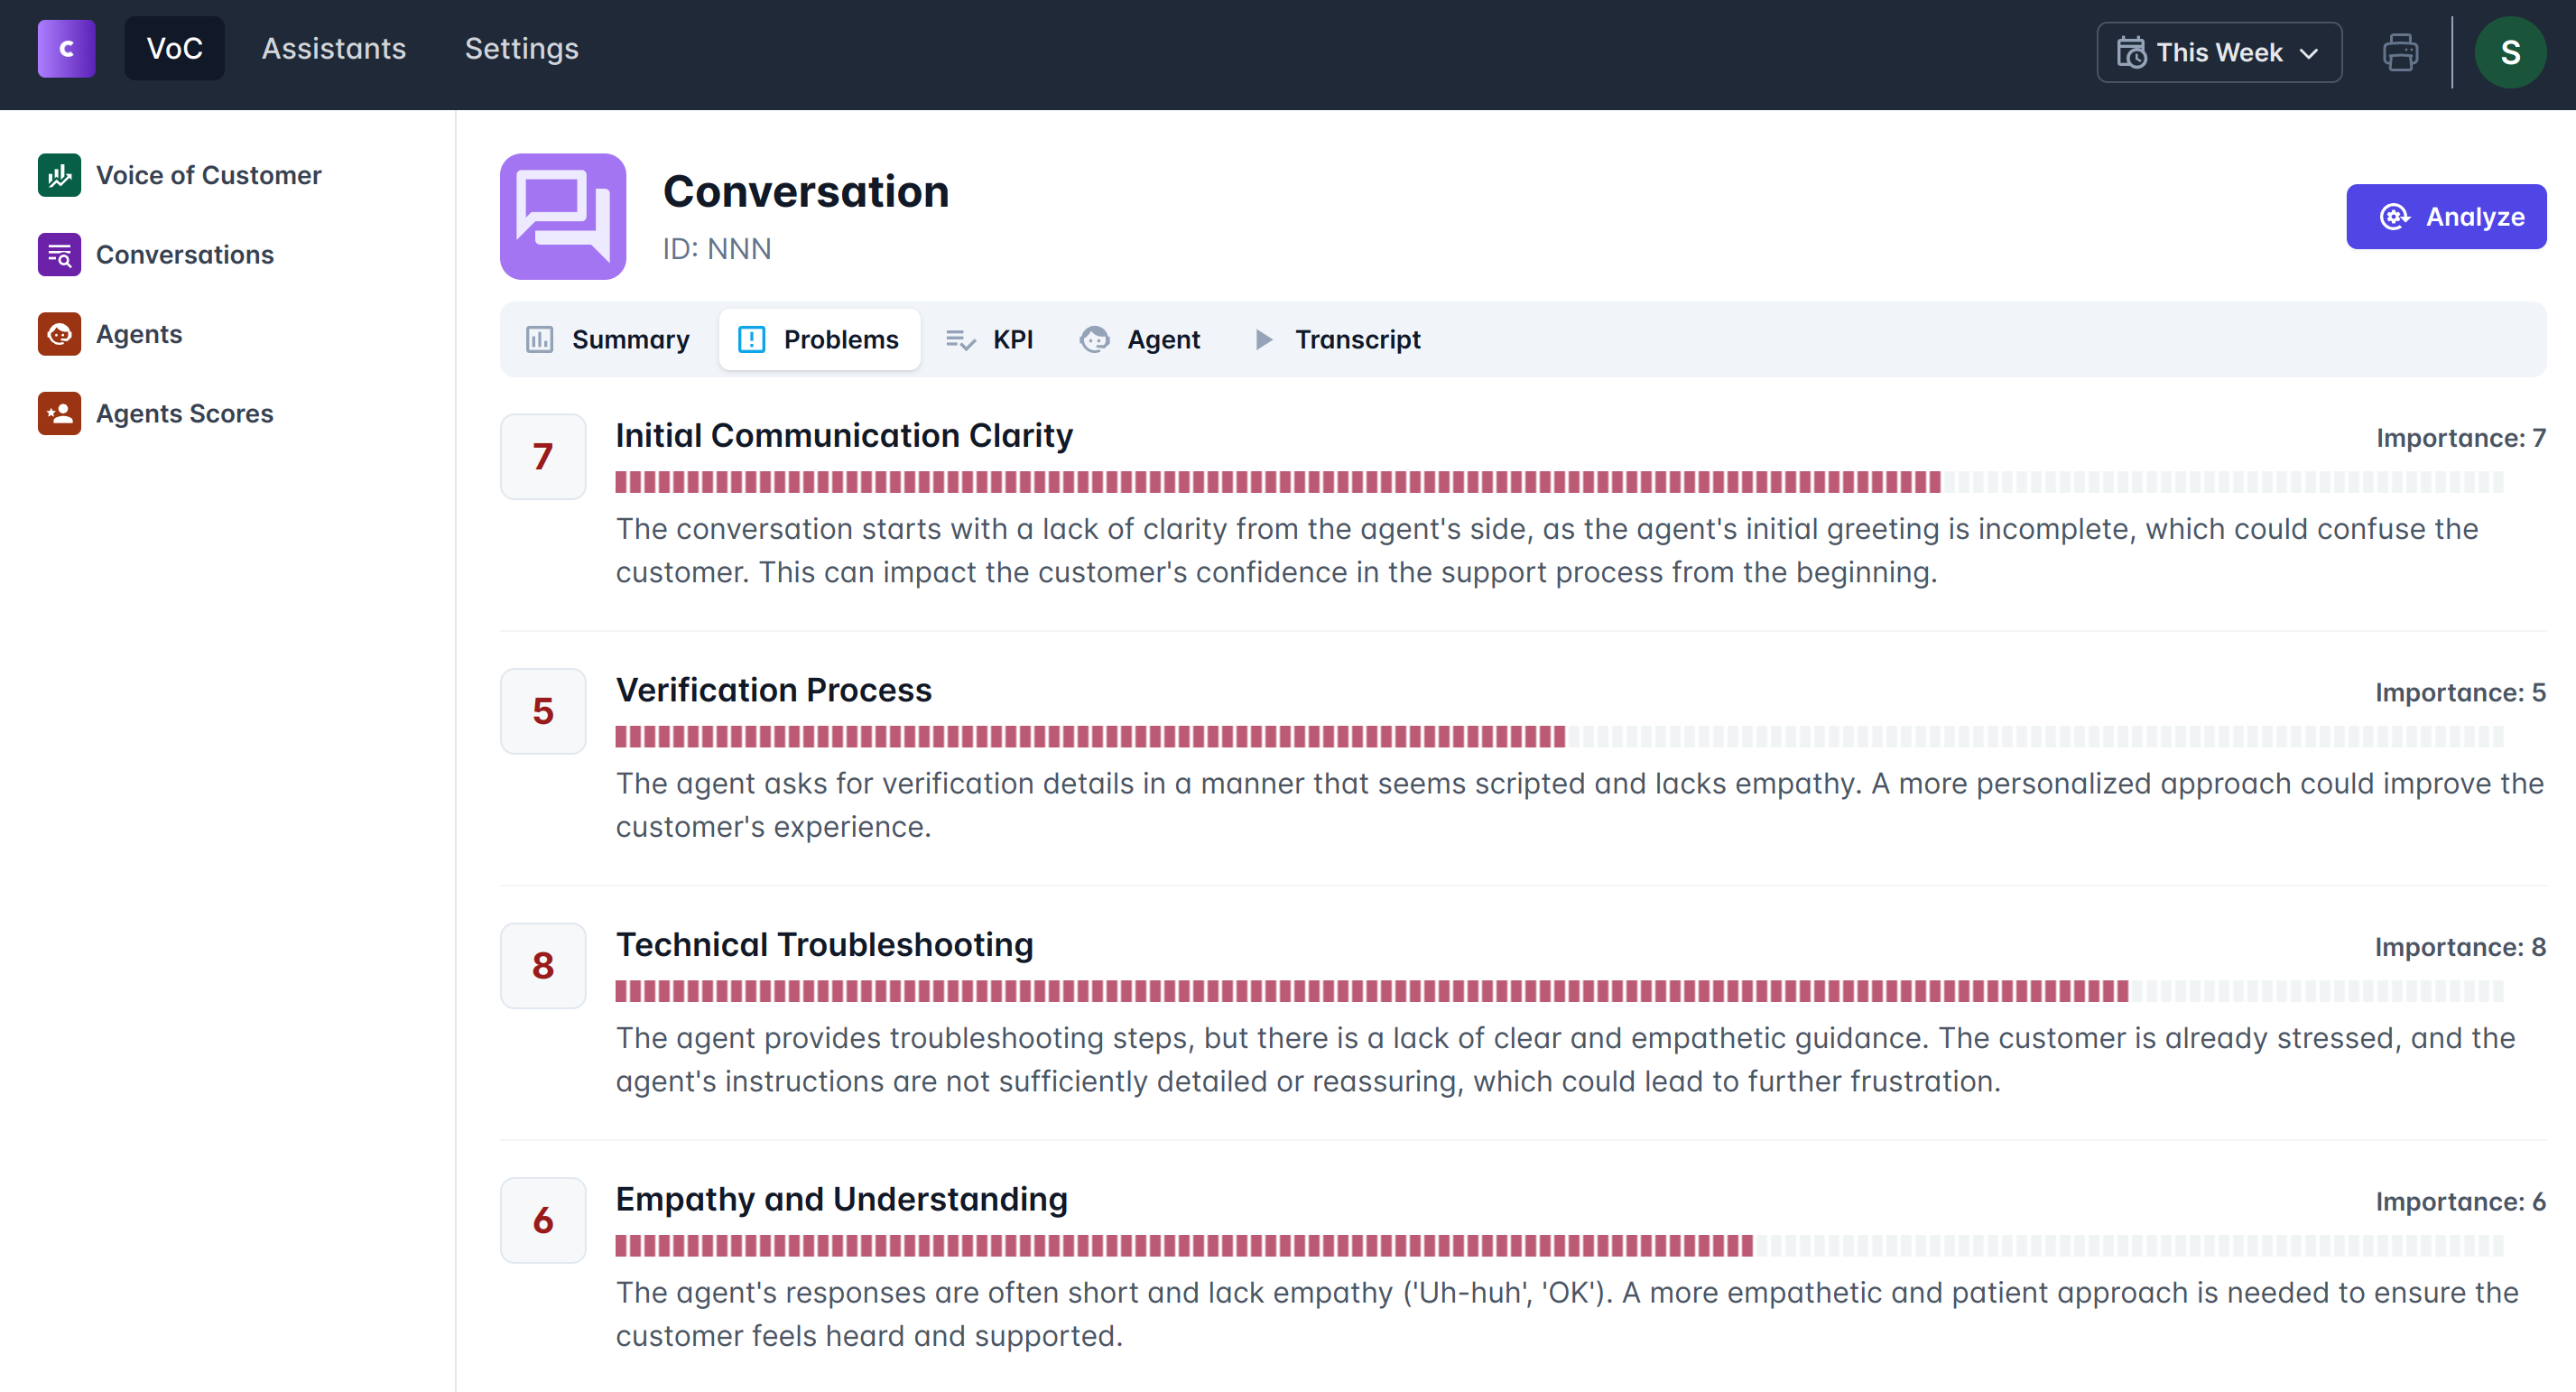 c
VoC
Assistants
Settings
This Week
S
Voice of Customer
Conversations
Agents
Agents Scores
Conversation
ID: NNN
Analyze
Summary
Problems
KPI
Agent
Transcript
7
Initial Communication Clarity
Importance: 7
The conversation starts with a lack of clarity from the agent's side, as the agent's initial greeting is incomplete, which could confuse the
customer. This can impact the customer's confidence in the support process from the beginning.
5
Verification Process
Importance: 5
The agent asks for verification details in a manner that seems scripted and lacks empathy. A more personalized approach could improve the
customer's experience.
8
Technical Troubleshooting
Importance: 8
The agent provides troubleshooting steps, but there is a lack of clear and empathetic guidance. The customer is already stressed, and the
agent's instructions are not sufficiently detailed or reassuring, which could lead to further frustration.
6
Empathy and Understanding
Importance: 6
The agent's responses are often short and lack empathy ('Uh-huh', 'OK'). A more empathetic and patient approach is needed to ensure the
customer feels heard and supported.